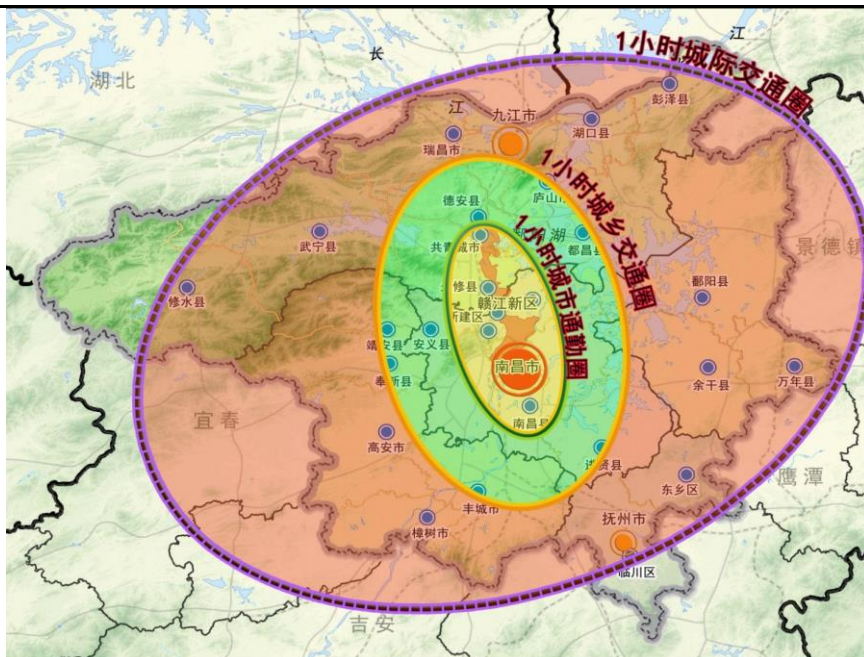 1小时城际交通圈
江
长
湖北
彭泽县
江
九江市
湖口县
瑞昌市
1小时城乡交通圈
庐山市
德安县
1小时城市通勤圈
湖
共青城市
都昌县
武宁县
景德镇
修水县
修县
鄱阳县
赣江新区
新建区
靖安县
安义县
南昌市
奉新县
余干县
万年县
南昌县
宜春
高安市
进贤县
鹰潭
东乡区
丰城市
樟树市
抚州市
临川区
吉安